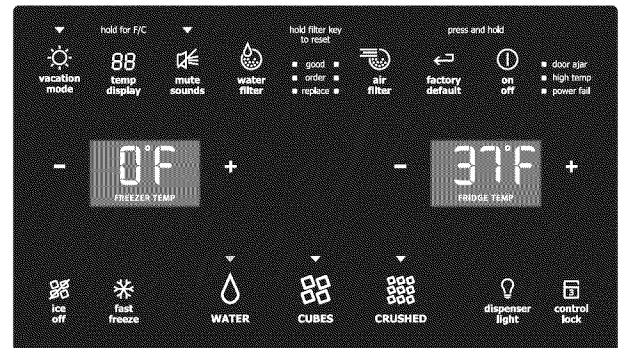 hold for F/C
hold filter key
to reset
press and hold
vacation
mode
88
temp
display
mute
sounds
water
filter
good
order
replace
air
filter
factory
default
on
off
door ajar
high temp
power fail
- 0°F +
FREEZER TEMP
- 37°F +
FRIDGE TEMP
ice
off
fast
freeze
WATER
CUBES
CRUSHED
dispenser
light
3
control
lock